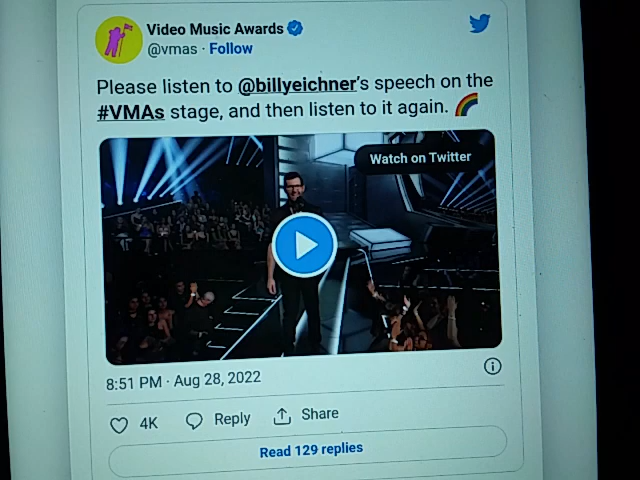 Video Music Awards
@vmas · Follow
Please listen to @billyeichner's speech on the
#VMAs stage, and then listen to it again. 🌈
Watch on Twitter
8:51 PM · Aug 28, 2022
4K Reply Share
Read 129 replies